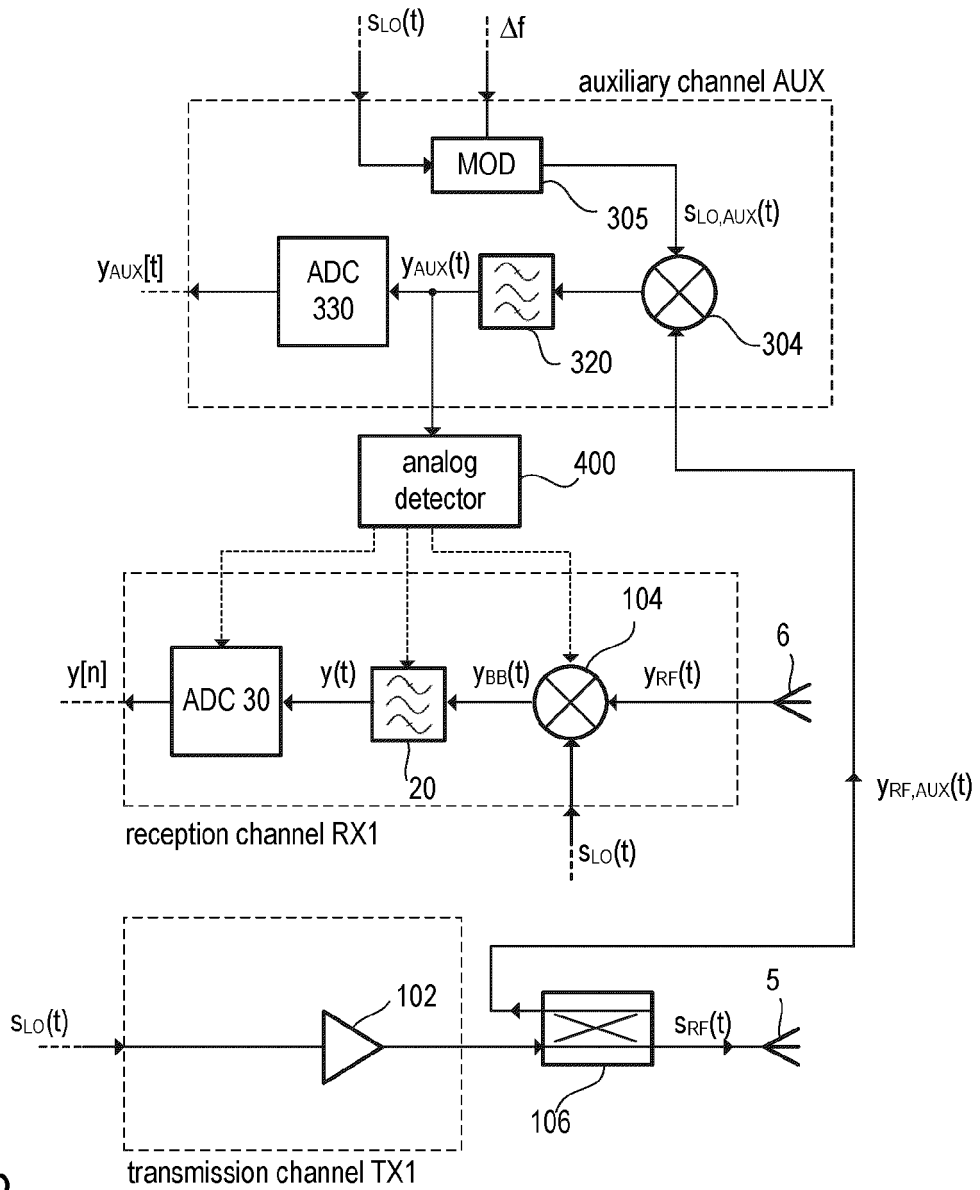 sLO(t)
Δf
auxiliary channel AUX
MOD
305
sLO,AUX(t)
yAUX[t]
ADC
330
yAUX(t)
320
304
analog
detector
400
104
6
y[n]
ADC 30
y(t)
yBB(t)
yRF(t)
20
yRF,AUX(t)
reception channel RX1
sLO(t)
102
5
sLO(t)
sRF(t)
106
transmission channel TX1